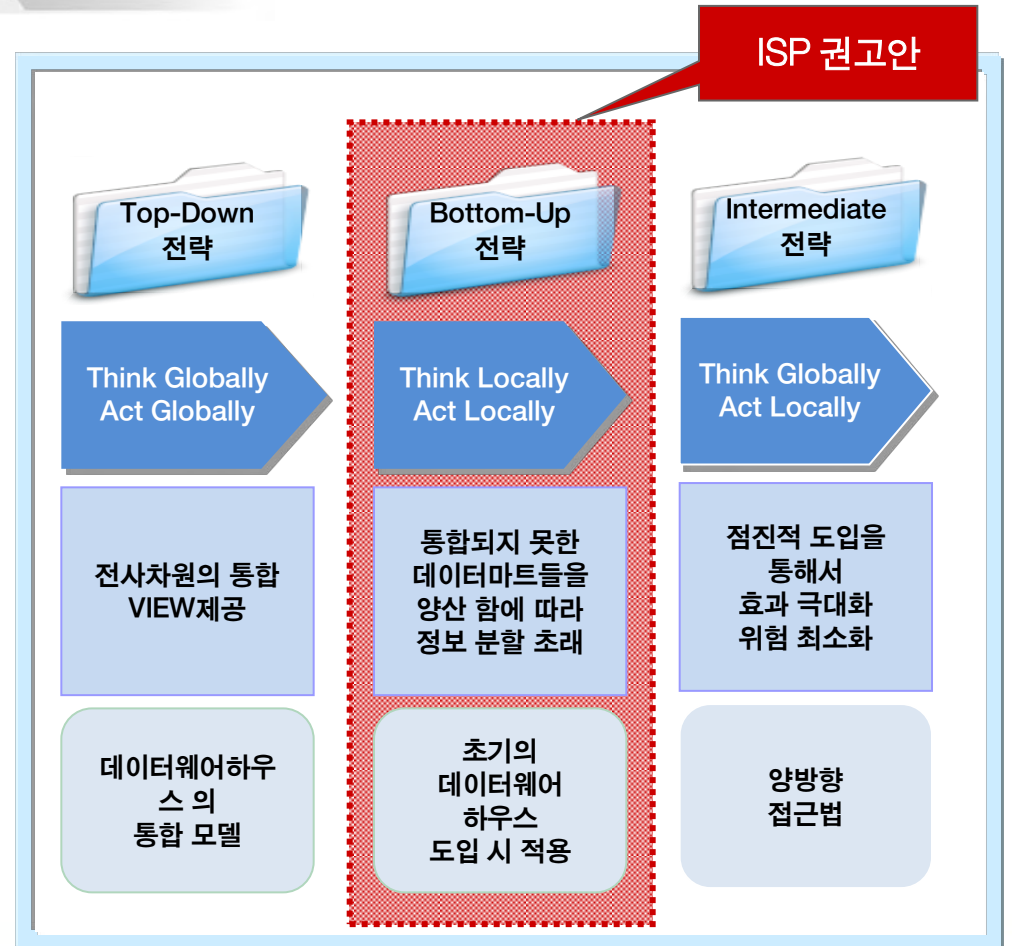 ISP 권고안
Top-Down
전략
Bottom-Up
전략
Intermediate
전략
Think Globally
Act Globally
Think Locally
Act Locally
Think Globally
Act Locally
전사차원의 통합
VIEW제공
통합되지 못한
데이터마트들을
양산 함에 따라
정보 분할 초래
점진적 도입을
통해서
효과 극대화
위험 최소화
데이터웨어하우
스 의
통합 모델
초기의
데이터웨어
하우스
도입 시 적용
양방향
접근법